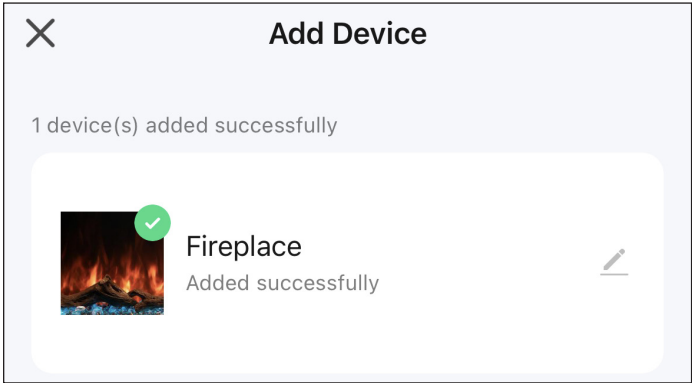 Add Device
1 device(s) added successfully
Fireplace
Added successfully